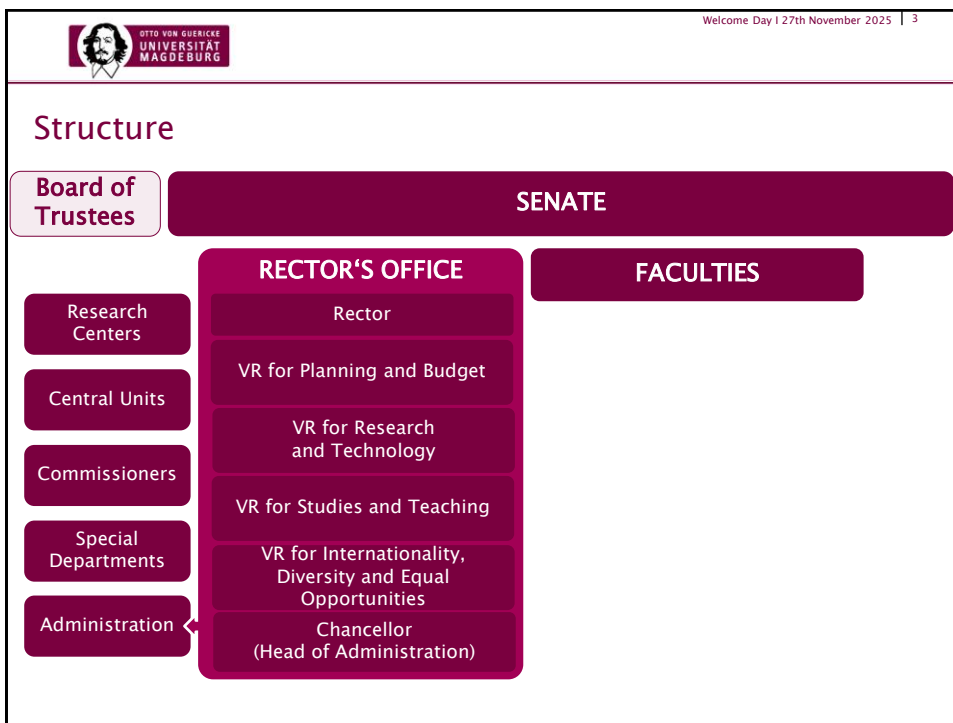 Welcome Day I 27th November 2025 | 3
OTTO VON GUERICKE
UNIVERSITÄT
MAGDEBURG
Structure
Board of
Trustees
SENATE
RECTOR‘S OFFICE
FACULTIES
Research
Centers
Central Units
Commissioners
Special
Departments
Administration
Rector
VR for Planning and Budget
VR for Research
and Technology
VR for Studies and Teaching
VR for Internationality,
Diversity and Equal
Opportunities
Chancellor
(Head of Administration)